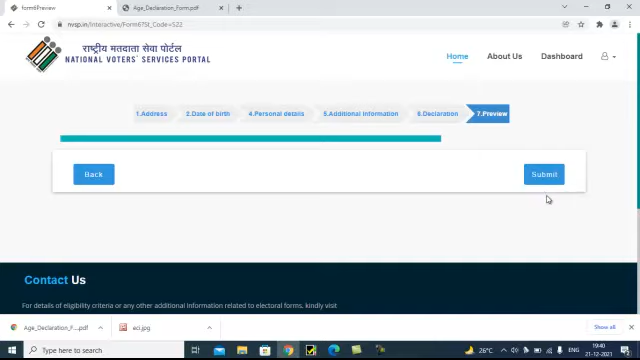 form6Preview
Age_Declaration_Form.pdf
nvsp.in/Interactive/Form6?St_Code=S22
राष्ट्रीय मतदाता सेवा पोर्टल
NATIONAL VOTERS' SERVICES PORTAL
Home About Us Dashboard
1.Address 2.Date of birth 4.Personal details 5.Additional Information 6.Declaration 7.Preview
Back Submit
Contact Us
For details of eligibility criteria or any other additional information related to electoral forms, kindly visit
Age_Declaration_F....pdf eci.jpg Show all
Type here to search 26°C ENG 19:40
21-12-2021